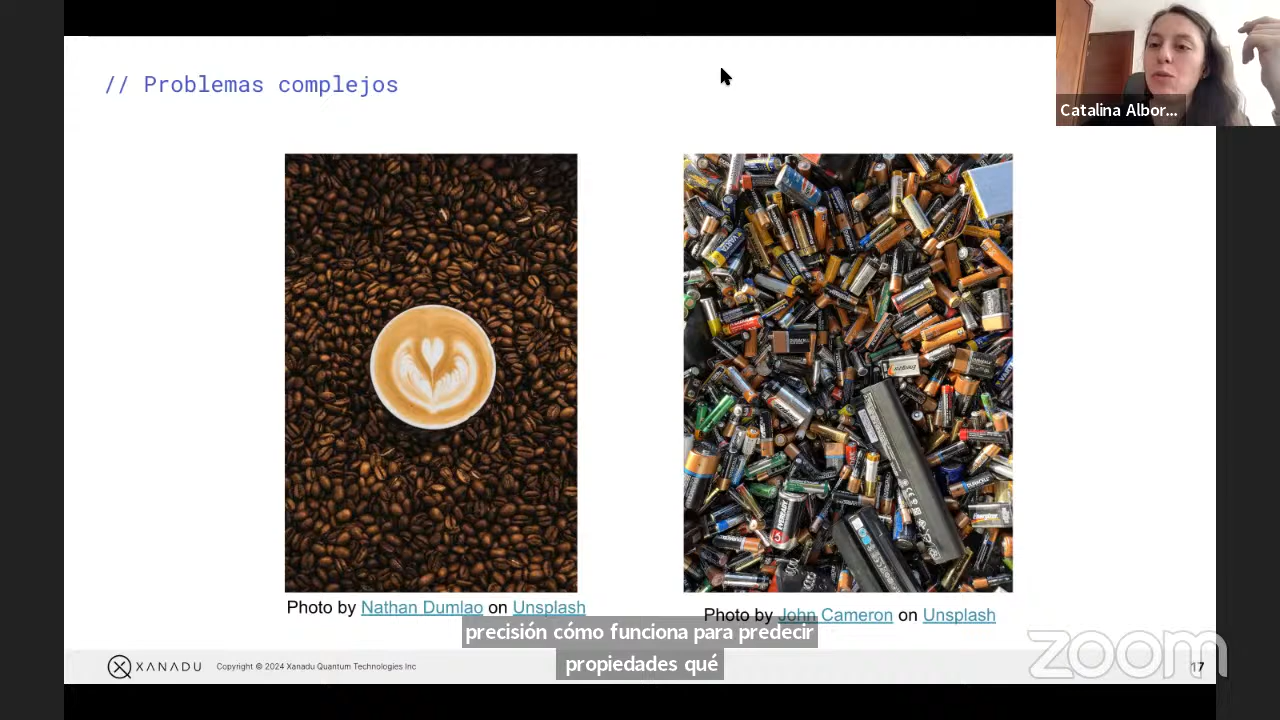 // Problemas complejos
Catalina Albor...
Photo by Nathan Dumlao on Unsplash
Photo by John Cameron on Unsplash
precisión cómo funciona para predecir
propiedades qué
XANADU
Copyright © 2024 Xanadu Quantum Technologies Inc
zoom
17